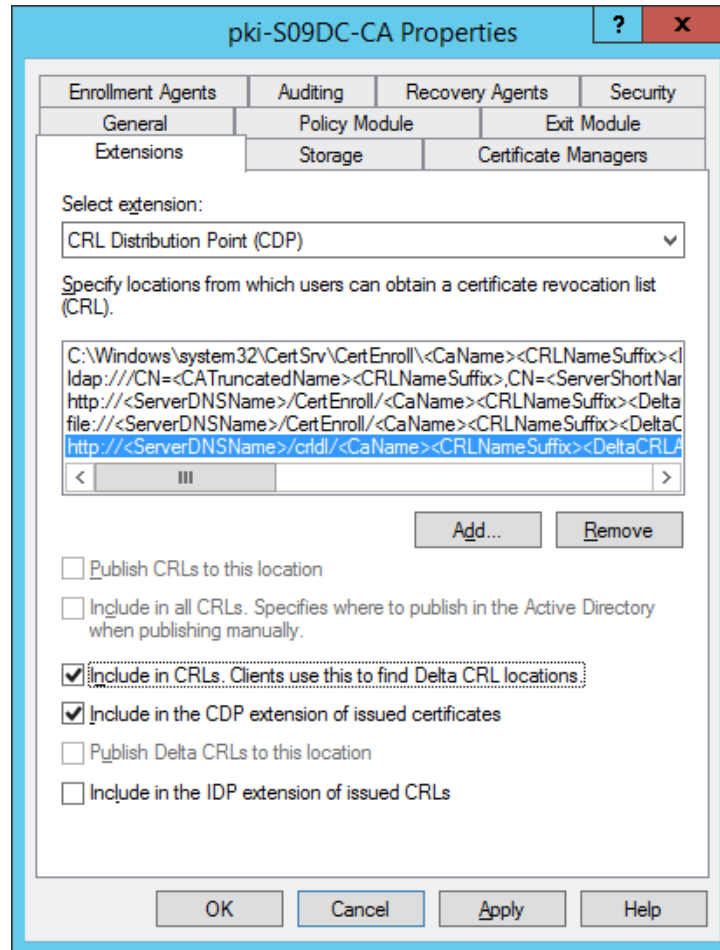 pki-S09DC-CA Properties
? x
Enrollment Agents Auditing Recovery Agents Security
General Policy Module Exit Module
Extensions Storage Certificate Managers
Select extension:
CRL Distribution Point (CDP)
Specify locations from which users can obtain a certificate revocation list
(CRL).
C:\Windows\system32\CertSrv\CertEnroll\<CaName><CRLNameSuffix><
ldap:///CN=<CATruncatedName><CRLNameSuffix>,CN=<ServerShortNar
http://<ServerDNSName>/CertEnroll/<CaName><CRLNameSuffix><Delta
file://<ServerDNSName>/CertEnroll/<CaName><CRLNameSuffix><DeltaC
http://<ServerDNSName>/crldl/<CaName><CRLNameSuffix><DeltaCRLA
Add... Remove
Publish CRLs to this location
Include in all CRLs. Specifies where to publish in the Active Directory
when publishing manually.
Include in CRLs. Clients use this to find Delta CRL locations.
Include in the CDP extension of issued certificates
Publish Delta CRLs to this location
Include in the IDP extension of issued CRLs
OK Cancel Apply Help